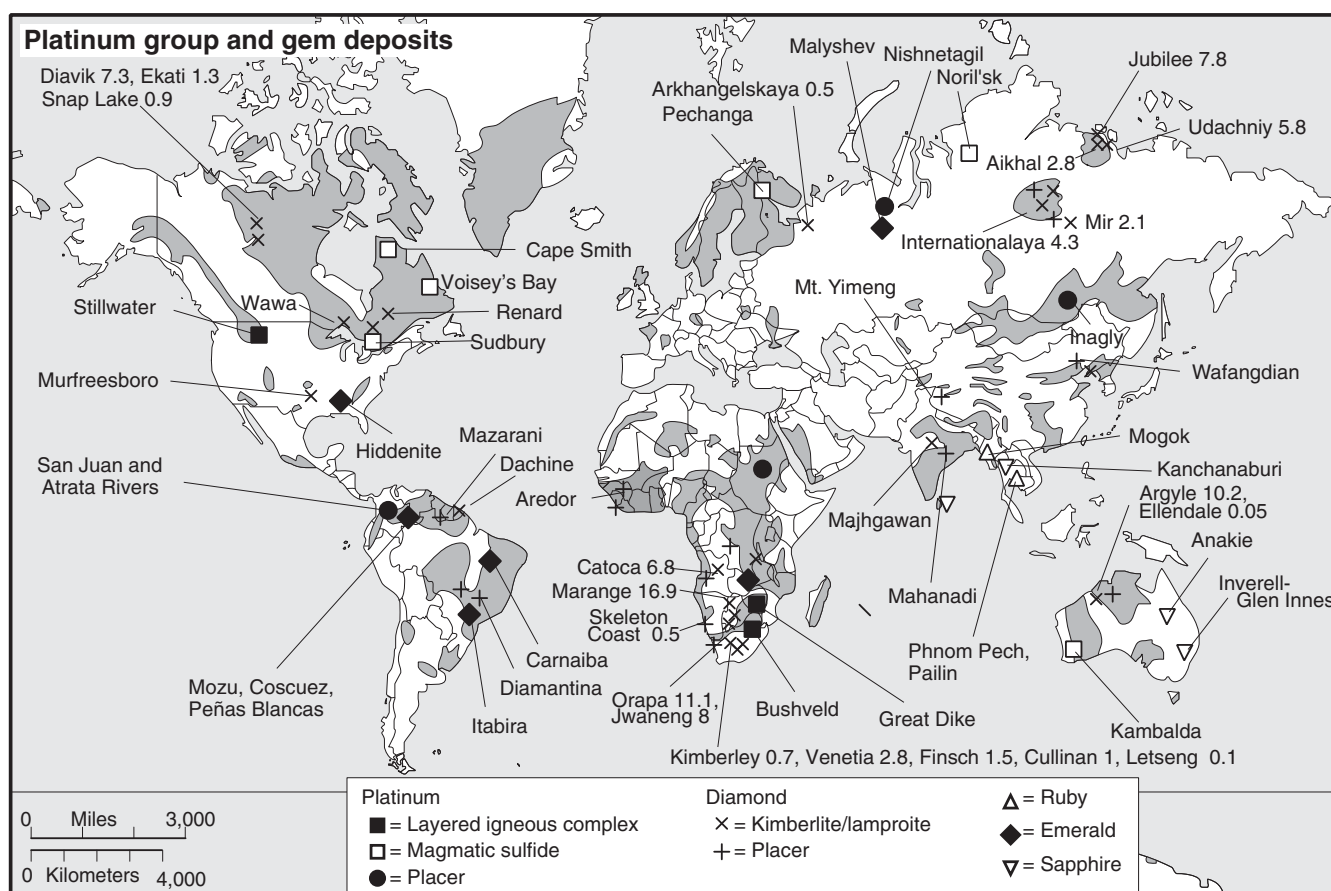 Platinum group and gem deposits
Diavik 7.3, Ekati 1.3
Snap Lake 0.9
Malyshev
Nishnetagil
Noril'sk
Jubilee 7.8
Arkhangelskaya 0.5
Pechanga
Udachniy 5.8
Aikhal 2.8
Mir 2.1
Internationalaya 4.3
Cape Smith
Voisey's Bay
Mt. Yimeng
Stillwater
Wawa
Renard
Sudbury
Inagly
Wafangdian
Murfreesboro
Hiddenite
Mazarani
Dachine
Mogok
San Juan and
Atrata Rivers
Aredor
Kanchanaburi
Argyle 10.2,
Ellendale 0.05
Majhgawan
Anakie
Catoca 6.8
Marange 16.9
Mahanadi
Inverell-
Glen Innes
Skeleton
Coast 0.5
Phnom Pech,
Pailin
Carnaiba
Diamantina
Mozu, Coscuez,
Peñas Blancas
Itabira
Orapa 11.1,
Jwaneng 8
Bushveld
Great Dike
Kambalda
Kimberley 0.7, Venetia 2.8, Finsch 1.5, Cullinan 1, Letseng 0.1
0 Miles 3,000
0 Kilometers 4,000
Platinum
= Layered igneous complex
= Magmatic sulfide
= Placer
Diamond
= Kimberlite/lamproite
= Placer
= Ruby
= Emerald
= Sapphire